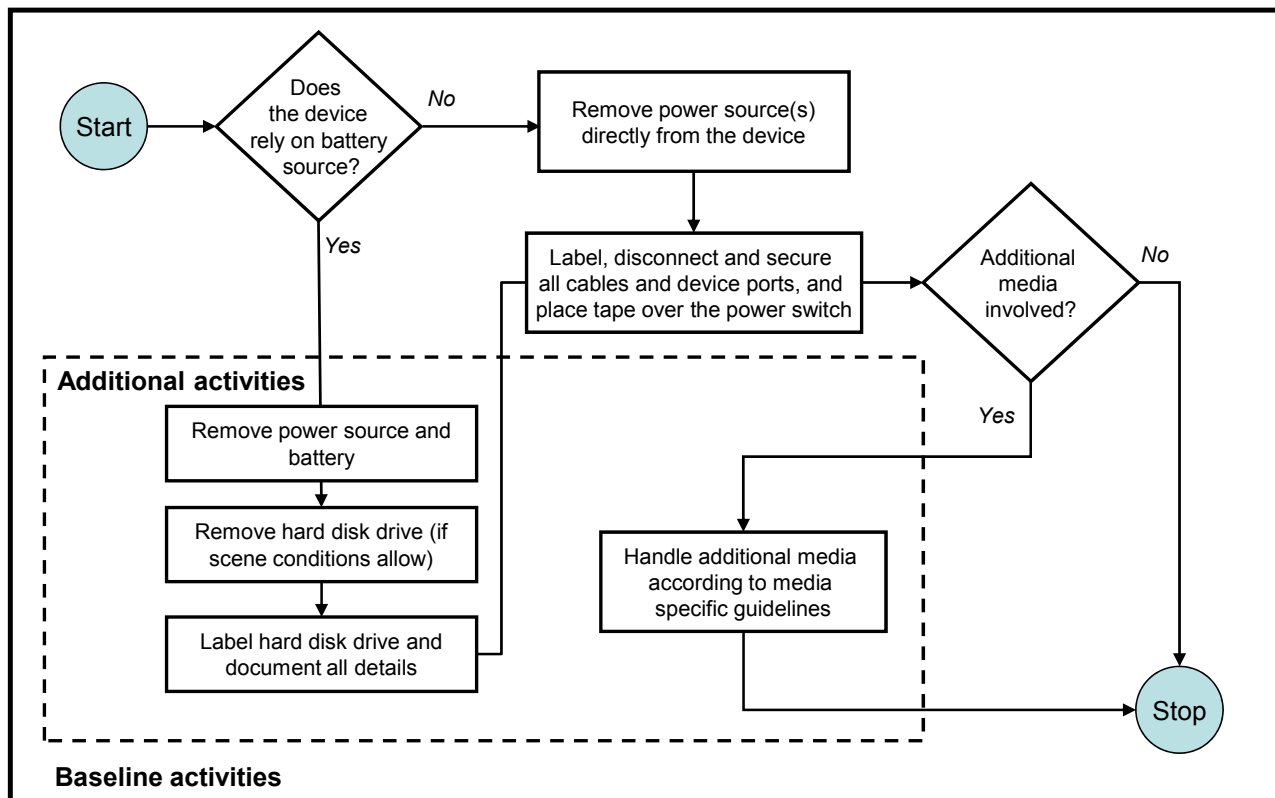 Start
Does
the device
rely on battery
source?
No
Remove power source(s)
directly from the device
Yes
Label, disconnect and secure
all cables and device ports, and
place tape over the power switch
Additional
media
involved?
No
Yes
Additional activities
Remove power source and
battery
Remove hard disk drive (if
scene conditions allow)
Label hard disk drive and
document all details
Handle additional media
according to media
specific guidelines
Stop
Baseline activities